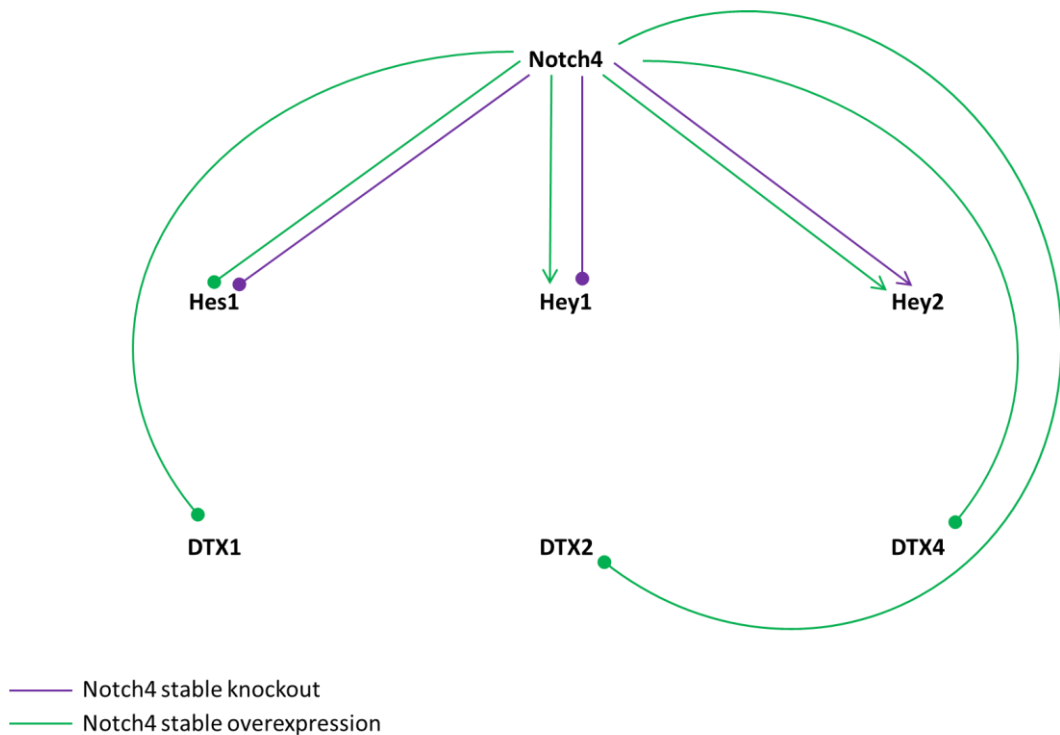 Notch4
Hes1 Hey1 Hey2
DTX1 DTX2 DTX4
Notch4 stable knockout
Notch4 stable overexpression